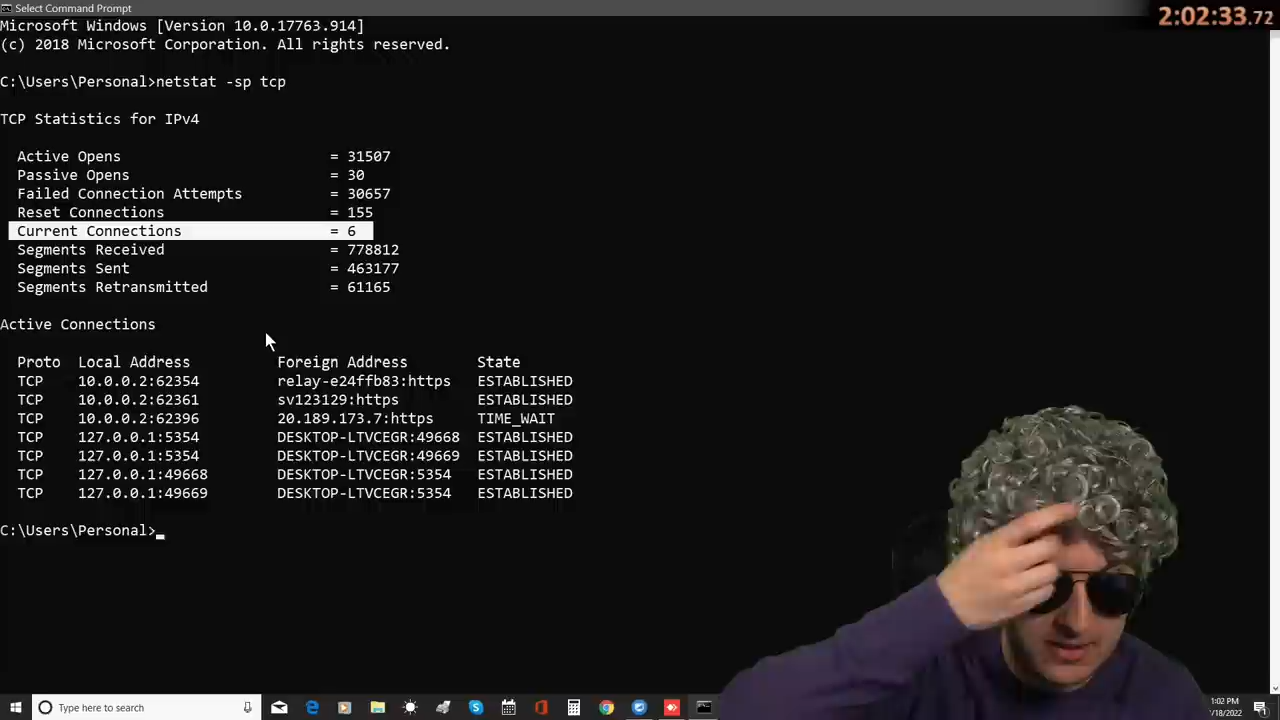 Select Command Prompt
2:02:33.72
Microsoft Windows [Version 10.0.17763.914]
(c) 2018 Microsoft Corporation. All rights reserved.
C:\Users\Personal>netstat -sp tcp
TCP Statistics for IPv4
Active Opens = 31507
Passive Opens = 30
Failed Connection Attempts = 30657
Reset Connections = 155
Current Connections = 6
Segments Received = 778812
Segments Sent = 463177
Segments Retransmitted = 61165
Active Connections
Proto Local Address Foreign Address State
TCP 10.0.0.2:62354 relay-e24ffb83:https ESTABLISHED
TCP 10.0.0.2:62361 sv123129:https ESTABLISHED
TCP 10.0.0.2:62396 20.189.173.7:https TIME_WAIT
TCP 127.0.0.1:5354 DESKTOP-LTVCEGR:49668 ESTABLISHED
TCP 127.0.0.1:5354 DESKTOP-LTVCEGR:49669 ESTABLISHED
TCP 127.0.0.1:49668 DESKTOP-LTVCEGR:5354 ESTABLISHED
TCP 127.0.0.1:49669 DESKTOP-LTVCEGR:5354 ESTABLISHED
C:\Users\Personal>
Type here to search
1:02 PM
/18/2022